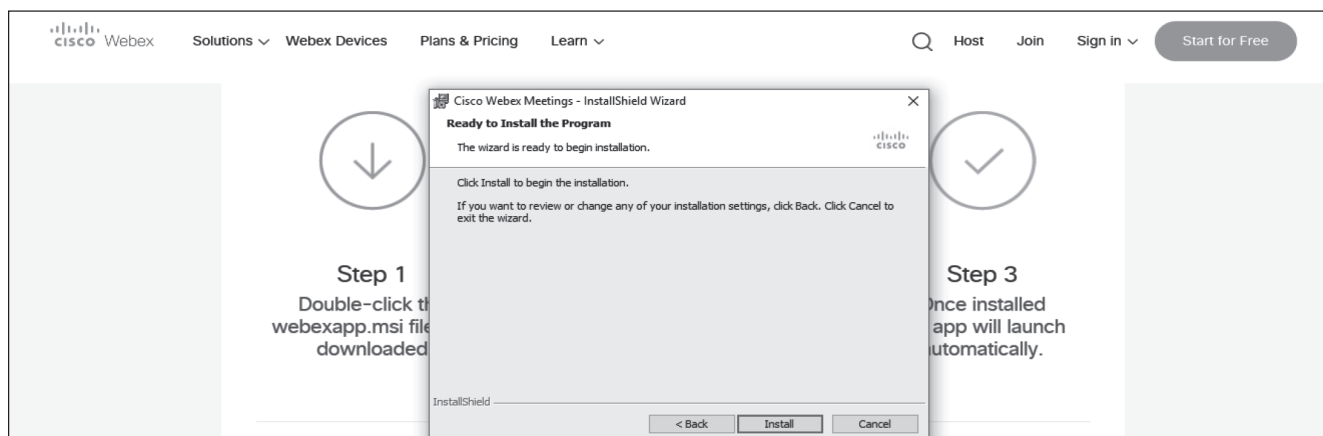 CISCO Webex Solutions Webex Devices Plans & Pricing Learn Host Join Sign in Start for Free
Cisco Webex Meetings - InstallShield Wizard
Ready to Install the Program
The wizard is ready to begin installation.
CISCO
Click Install to begin the installation.
If you want to review or change any of your installation settings, click Back. Click Cancel to
exit the wizard.
InstallShield
< Back Install Cancel
Step 1
Double-click
webexapp.msi
downloaded
Step 3
installed
app will launch